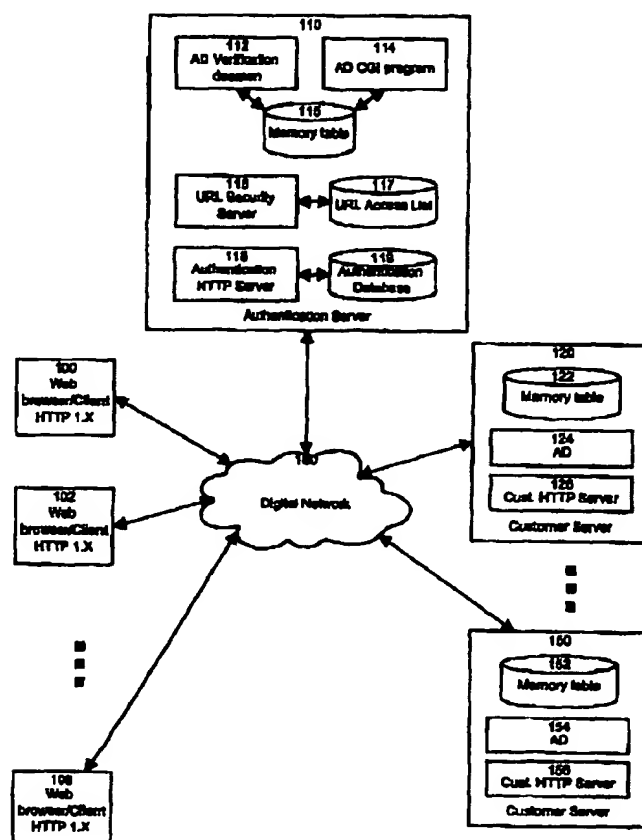 110
112
AD Verification
daemon
114
AD CGI program
115
Memory table
116
URL Security
Server
117
URL Access List
118
Authentication
HTTP Server
119
Authentication
Database
Authentication Server
100
Web
browser/Client
HTTP 1.X
102
Web
browser/Client
HTTP 1.X
Digital Network
120
122
Memory table
124
AD
Cust. HTTP Server
Customer Server
150
152
Memory table
154
AD
156
Cust. HTTP Server
Customer Server
Web
browser/Client
HTTP 1.X